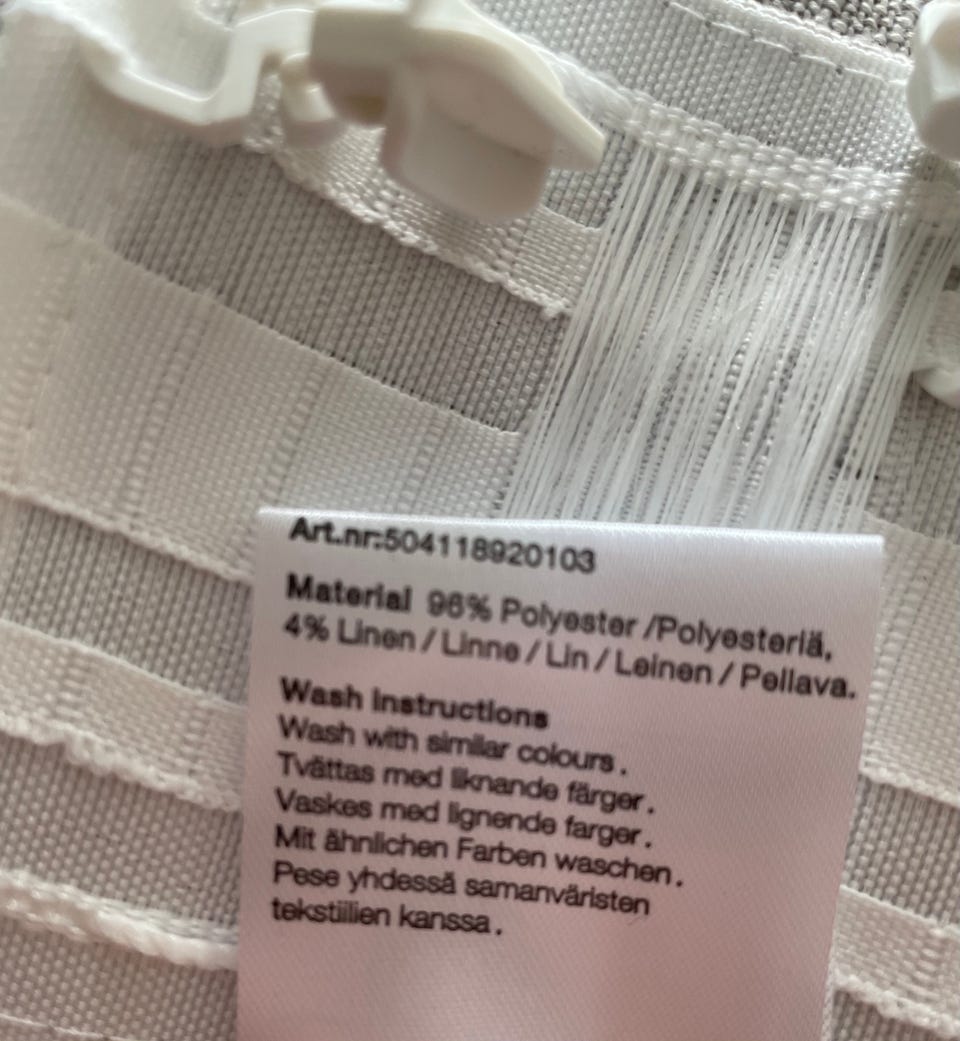 Art.nr:504118920103
Material 96% Polyester /Polyesteriä,
4% Linen / Linne / Lin / Leinen / Pellava.
Wash instructions
Wash with similar colours .
Tvättas med liknande färger .
Vaskes med lignende farger .
Mit ähnlichen Farben waschen .
Pese yhdessä samanväristen
tekstiilien kanssa .